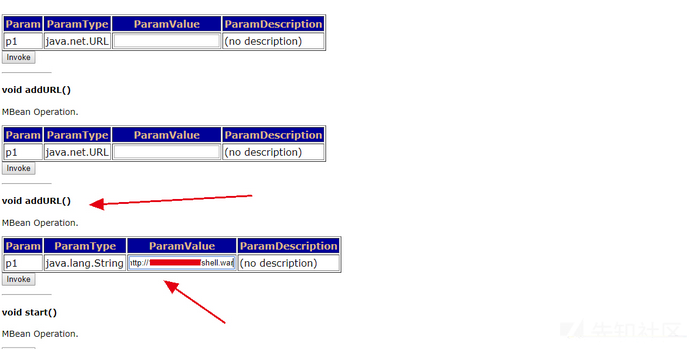 Param ParamType ParamValue ParamDescription
p1 java.net.URL (no description)
Invoke
void addURL()
MBean Operation.
Param ParamType ParamValue ParamDescription
p1 java.net.URL (no description)
Invoke
void addURL()
MBean Operation.
Param ParamType ParamValue ParamDescription
p1 java.lang.String http:// /shell.war (no description)
Invoke
void start()
MBean Operation.
先知社区